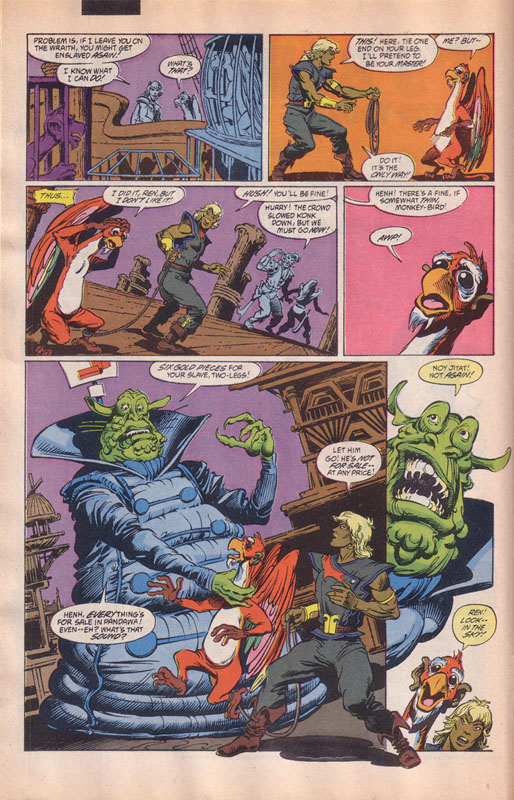 PROBLEM IS, IF I LEAVE YOU ON
THE WRAITH, YOU MIGHT GET
ENSLAVED AGAIN!
I KNOW WHAT
I CAN DO!
WHAT'S
THAT?
THIS! HERE, TIE ONE
END ON YOUR LEG.
I'LL PRETEND TO
BE YOUR MASTER!
ME? BUT--
DO IT!
IT'S THE
ONLY WAY!
THUS...
I DID IT, REN, BUT
I DON'T LIKE IT!
HUSH! YOU'LL BE FINE!
HURRY! THE CROWD
SLOWED KONK
DOWN, BUT WE
MUST GO NOW!
HENH! THERE'S A FINE, IF
SOMEWHAT THIN,
MONKEY-BIRD!
AWP!
SIX GOLD PIECES FOR
YOUR SLAVE, TWO-LEGS!
LET HIM
GO! HE'S NOT
FOR SALE--
AT ANY PRICE!
HENH, EVERYTHING'S
FOR SALE IN PANDAWA!
EVEN--EH? WHAT'S THAT
SOUND?
NOY JITAT!
NOT AGAIN!
REN!
LOOK--
IN THE
SKY!